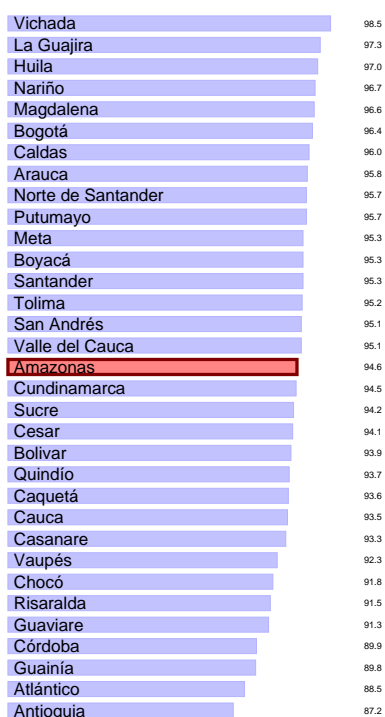 Vichada 98.5
La Guajira 97.3
Huila 97.0
Nariño 96.7
Magdalena 96.6
Bogotá 96.4
Caldas 96.0
Arauca 95.8
Norte de Santander 95.7
Putumayo 95.7
Meta 95.3
Boyacá 95.3
Santander 95.3
Tolima 95.2
San Andrés 95.1
Valle del Cauca 95.1
Amazonas 94.6
Cundinamarca 94.5
Sucre 94.2
Cesar 94.1
Bolivar 93.9
Quindío 93.7
Caquetá 93.6
Cauca 93.5
Casanare 93.3
Vaupés 92.3
Chocó 91.8
Risaralda 91.5
Guaviare 91.3
Córdoba 89.9
Guainía 89.8
Atlántico 88.5
Antioquia 87.2